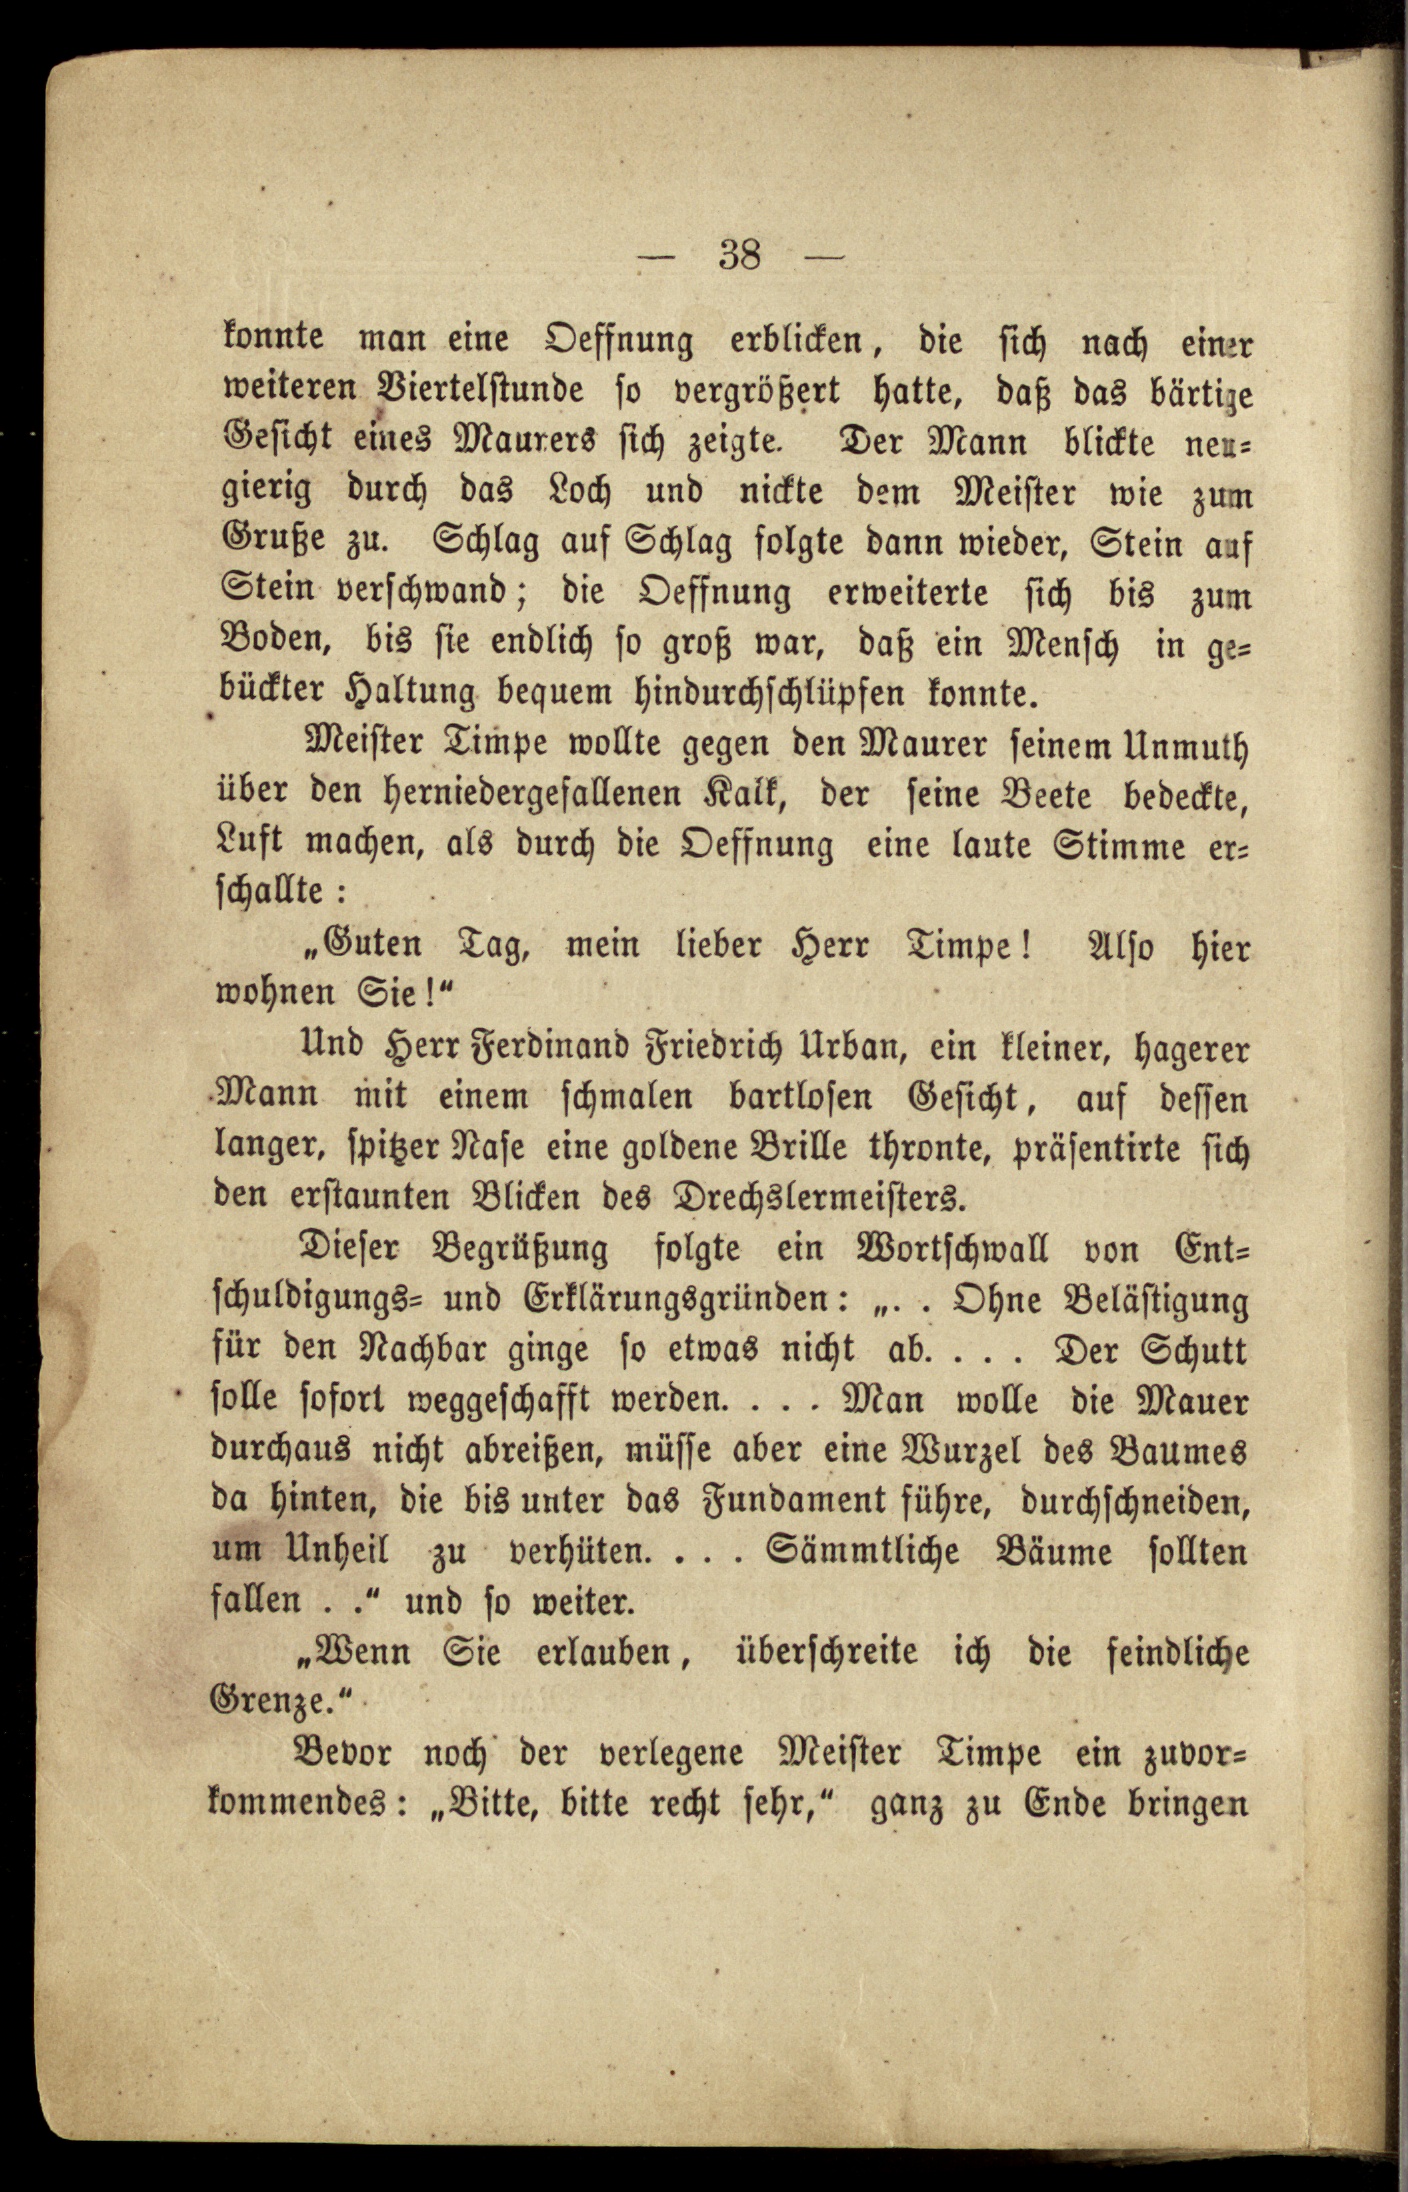 — 38 —
konnte man eine Oeffnung erblicken, die sich nach einer
weiteren Viertelstunde so vergrößert hatte, daß das bärtige
Gesicht eines Maurers sich zeigte. Der Mann blickte neu-
gierig durch das Loch und nickte dem Meister wie zum
Gruße zu. Schlag auf Schlag folgte dann wieder, Stein auf
Stein verschwand; die Oeffnung erweiterte sich bis zum
Boden, bis sie endlich so groß war, daß ein Mensch in ge-
bückter Haltung bequem hindurchschlüpfen konnte.
Meister Timpe wollte gegen den Maurer seinem Unmuth
über den herniedergefallenen Kalk, der seine Beete bedeckte,
Luft machen, als durch die Oeffnung eine laute Stimme er-
schallte:
„Guten Tag, mein lieber Herr Timpe! Also hier
wohnen Sie!“
Und Herr Ferdinand Friedrich Urban, ein kleiner, hagerer
Mann mit einem schmalen bartlosen Gesicht, auf dessen
langer, spitzer Nase eine goldene Brille thronte, präsentirte sich
den erstaunten Blicken des Drechslermeisters.
Dieser Begrüßung folgte ein Wortschwall von Ent-
schuldigungs- und Erklärungsgründen: „. . Ohne Belästigung
für den Nachbar ginge so etwas nicht ab. . . . Der Schutt
solle sofort weggeschafft werden. . . . Man wolle die Mauer
durchaus nicht abreißen, müsse aber eine Wurzel des Baumes
da hinten, die bis unter das Fundament führe, durchschneiden,
um Unheil zu verhüten. . . . Sämmtliche Bäume sollten
fallen . .“ und so weiter.
„Wenn Sie erlauben, überschreite ich die feindliche
Grenze.“
Bevor noch der verlegene Meister Timpe ein zuvor-
kommendes: „Bitte, bitte recht sehr,“ ganz zu Ende bringen